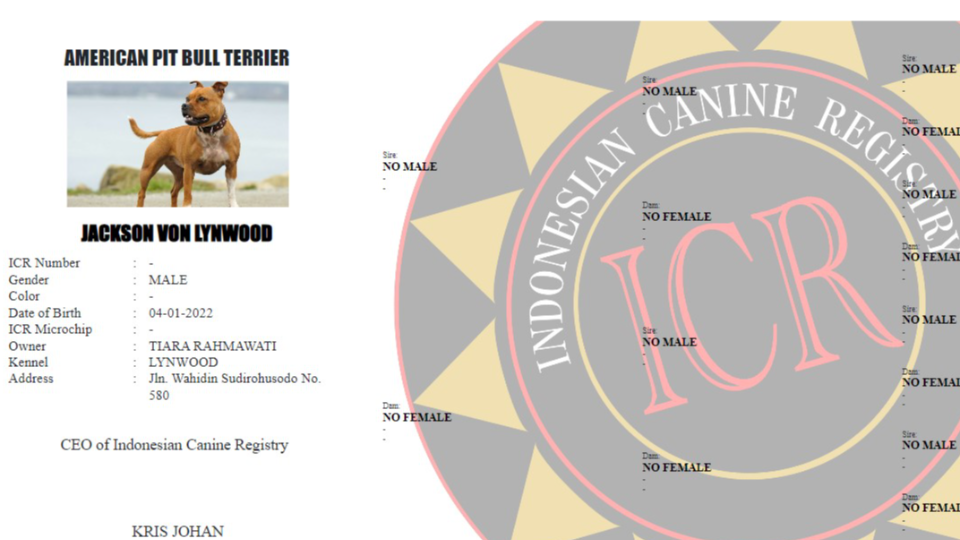 AMERICAN PIT BULL TERRIER
JACKSON VON LYNWOOD
ICR Number : -
Gender : MALE
Color : -
Date of Birth : 04-01-2022
ICR Microchip : -
Owner : TIARA RAHMAWATI
Kennel : LYNWOOD
Address : Jln. Wahidin Sudirohusodo No.
580
CEO of Indonesian Canine Registry
KRIS JOHAN
Sire:
NO MALE
-
-
Dam:
NO FEMALE
-
-
Sire:
NO MALE
-
-
Dam:
NO FEMALE
-
-
Sire:
NO MALE
-
-
Dam:
NO FEMALE
-
-
Sire:
NO MALE
-
-
Dam:
NO FEMAL
-
-
Sire:
NO MALE
-
-
Dam:
NO FEMAL
-
-
Sire:
NO MALE
-
-
Dam:
NO FEMAL
-
-
Sire:
NO MALE
-
-
Dam:
NO FEMAL
-
-
INDONESIAN CANINE REGISTRY
ICR